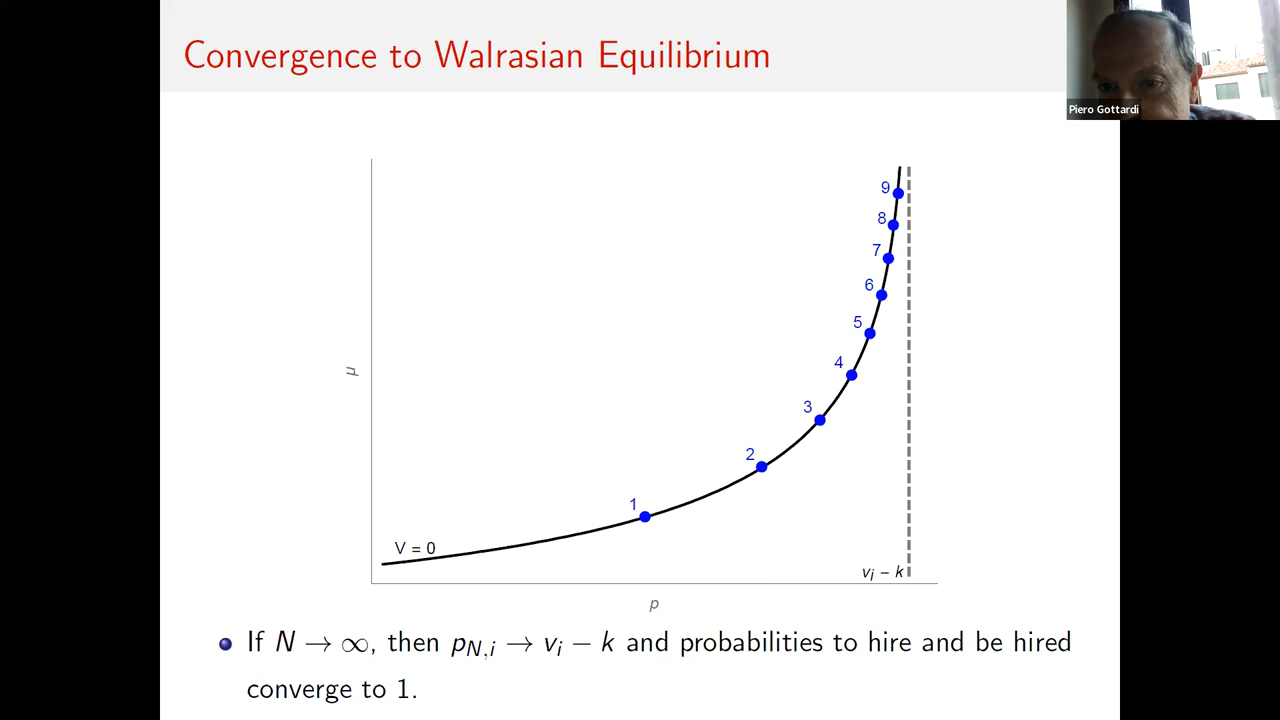 Convergence to Walrasian Equilibrium
Piero Gottardi
9
8
7
6
5
4
3
2
1
μ
V = 0
v_i − k
p
If N → ∞, then p_{N,i} → v_i − k and probabilities to hire and be hired
converge to 1.